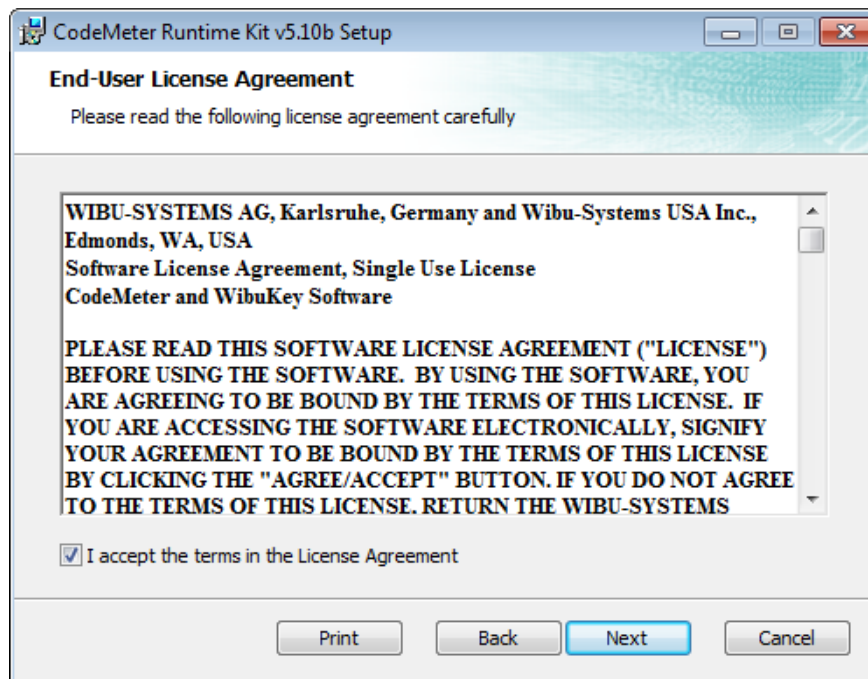 CodeMeter Runtime Kit v5.10b Setup
End-User License Agreement
Please read the following license agreement carefully
WIBU-SYSTEMS AG, Karlsruhe, Germany and Wibu-Systems USA Inc.,
Edmonds, WA, USA
Software License Agreement, Single Use License
CodeMeter and WibuKey Software
PLEASE READ THIS SOFTWARE LICENSE AGREEMENT ("LICENSE")
BEFORE USING THE SOFTWARE.  BY USING THE SOFTWARE, YOU
ARE AGREEING TO BE BOUND BY THE TERMS OF THIS LICENSE.  IF
YOU ARE ACCESSING THE SOFTWARE ELECTRONICALLY, SIGNIFY
YOUR AGREEMENT TO BE BOUND BY THE TERMS OF THIS LICENSE
BY CLICKING THE "AGREE/ACCEPT" BUTTON. IF YOU DO NOT AGREE
TO THE TERMS OF THIS LICENSE, RETURN THE WIBU-SYSTEMS
I accept the terms in the License Agreement
Print Back Next Cancel